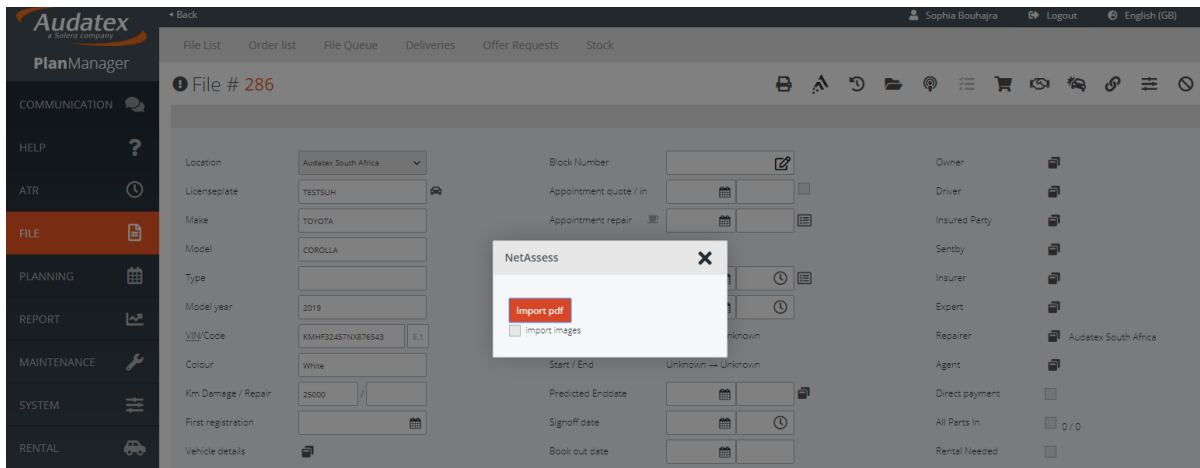 Audatex
a Solera company
PlanManager
Back
Sophia Bouhajra
Logout
English (GB)
File List
Order list
File Queue
Deliveries
Offer Requests
Stock
File # 286
COMMUNICATION
HELP
ATR
FILE
PLANNING
REPORT
MAINTENANCE
SYSTEM
RENTAL
Location
Audatex South Africa
Licenseplate
TESTSUH
Make
TOYOTA
Model
COROLLA
Type
Model year
2019
VIN/Code
KMHF32457NX876543
E.1
Colour
White
Km Damage / Repair
25000
/
First registration
Vehicle details
Block Number
Appointment quote / in
Appointment repair
NetAssess
Import pdf
import images
Start / End
Unknown → Unknown
Predicted Enddate
Signoff date
Book out date
Owner
Driver
Insured Party
Sentby
Insurer
Expert
Repairer
Audatex South Africa
Agent
Direct payment
All Parts In
0 / 0
Rental Needed